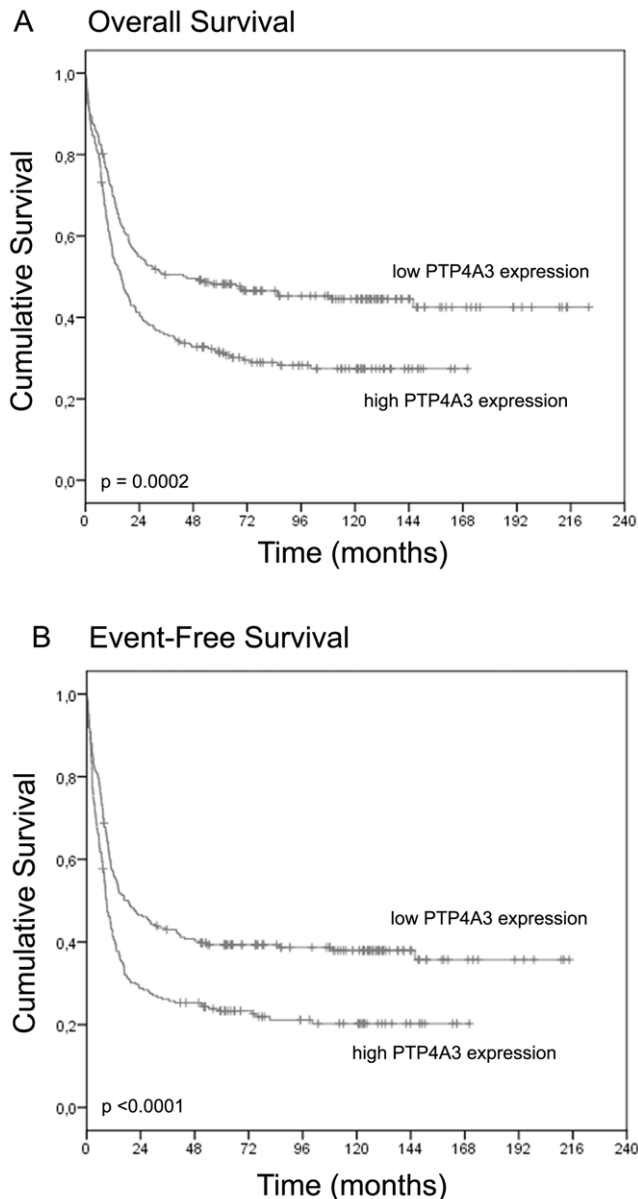 A Overall Survival
1,0
0,8
0,6
0,4
0,2
0,0
Cumulative Survival
low PTP4A3 expression
high PTP4A3 expression
p = 0.0002
0 24 48 72 96 120 144 168 192 216 240
Time (months)
B Event-Free Survival
1,0
0,8
0,6
0,4
0,2
0,0
Cumulative Survival
low PTP4A3 expression
high PTP4A3 expression
p <0.0001
0 24 48 72 96 120 144 168 192 216 240
Time (months)